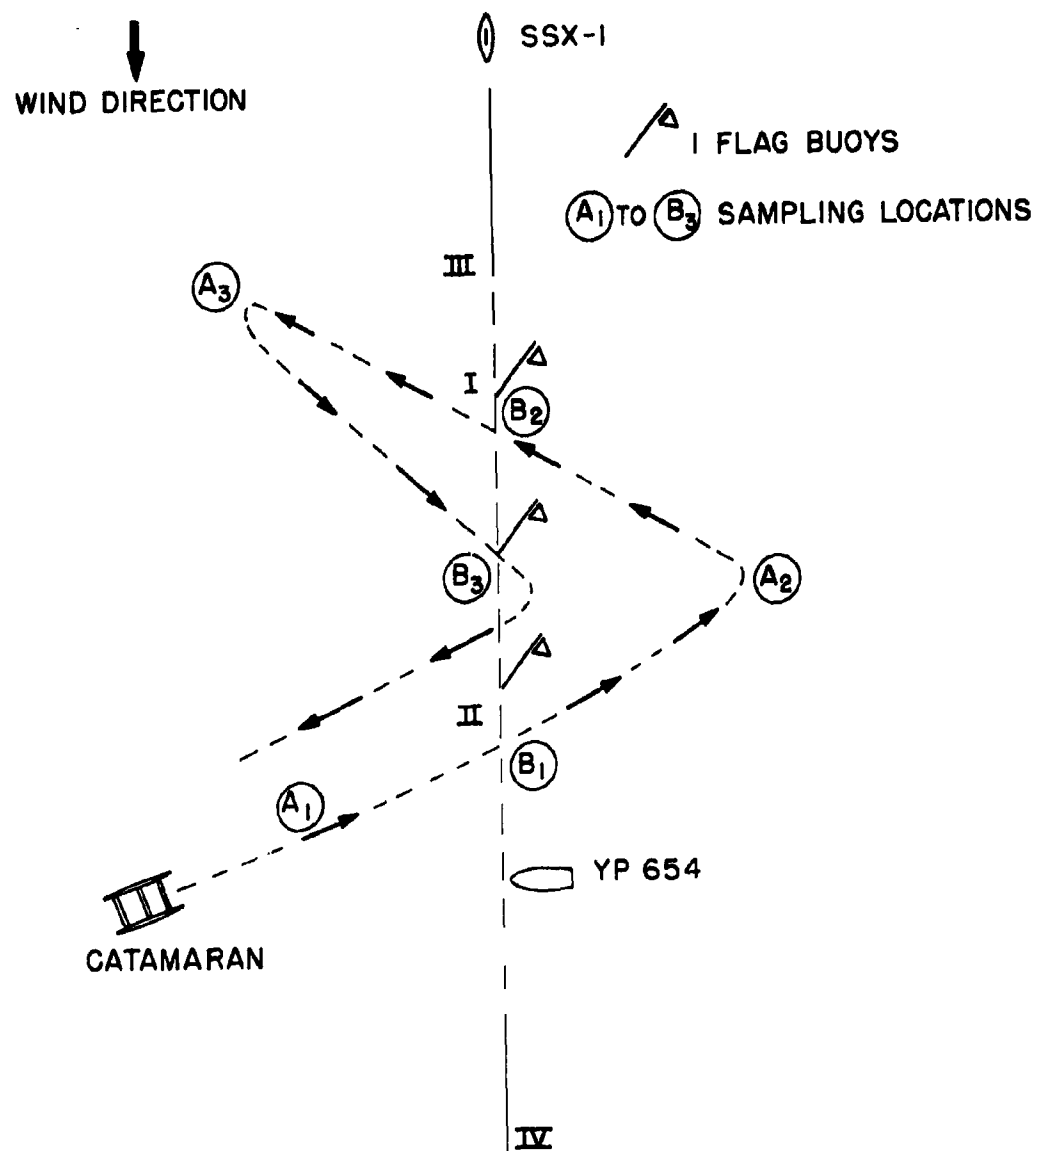 SSX-1
WIND DIRECTION
1 FLAG BUOYS
A1 TO B3 SAMPLING LOCATIONS
III
A3
I
B2
B3
A2
II
B1
A1
YP 654
CATAMARAN
IV